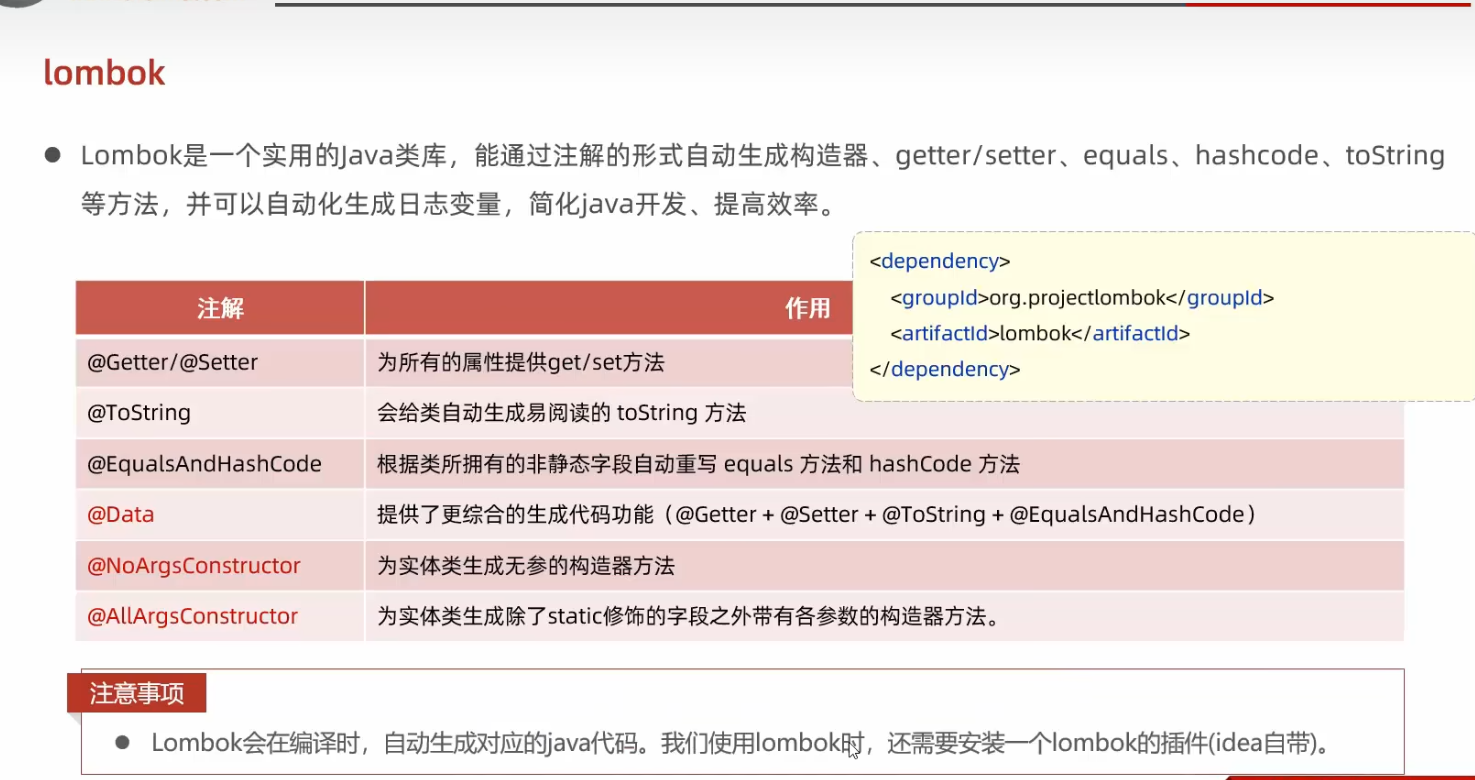 lombok
● Lombok是一个实用的Java类库，能通过注解的形式自动生成构造器、getter/setter、equals、hashcode、toString
等方法，并可以自动化生成日志变量，简化java开发、提高效率。
<dependency>
<groupId>org.projectlombok</groupId>
<artifactId>lombok</artifactId>
</dependency>
注解 作用
@Getter/@Setter 为所有的属性提供get/set方法
@ToString 会给类自动生成易阅读的 toString 方法
@EqualsAndHashCode 根据类所拥有的非静态字段自动重写 equals 方法和 hashCode 方法
@Data 提供了更综合的生成代码功能（@Getter + @Setter + @ToString + @EqualsAndHashCode）
@NoArgsConstructor 为实体类生成无参的构造器方法
@AllArgsConstructor 为实体类生成除了static修饰的字段之外带有各参数的构造器方法。
注意事项
● Lombok会在编译时，自动生成对应的java代码。我们使用lombok时，还需要安装一个lombok的插件(idea自带)。